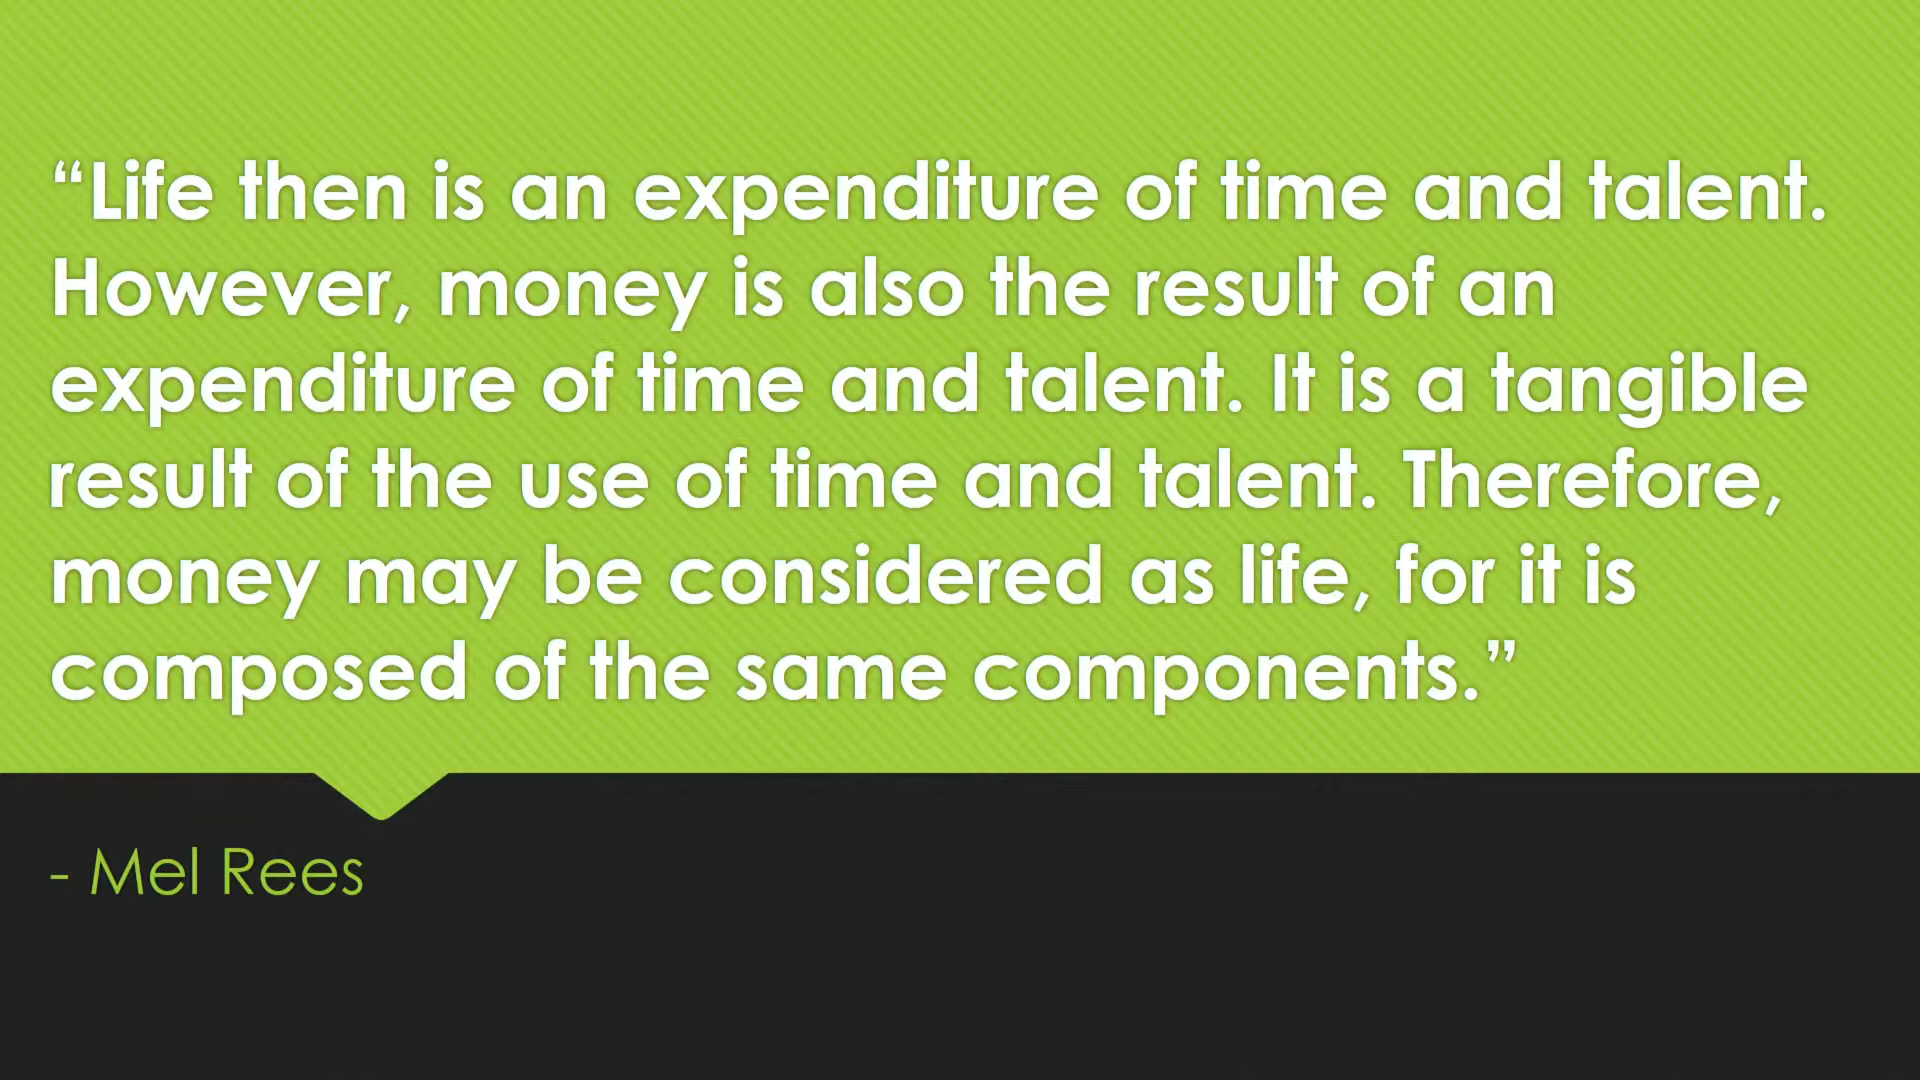 “Life then is an expenditure of time and talent.
However, money is also the result of an
expenditure of time and talent. It is a tangible
result of the use of time and talent. Therefore,
money may be considered as life, for it is
composed of the same components.”
- Mel Rees